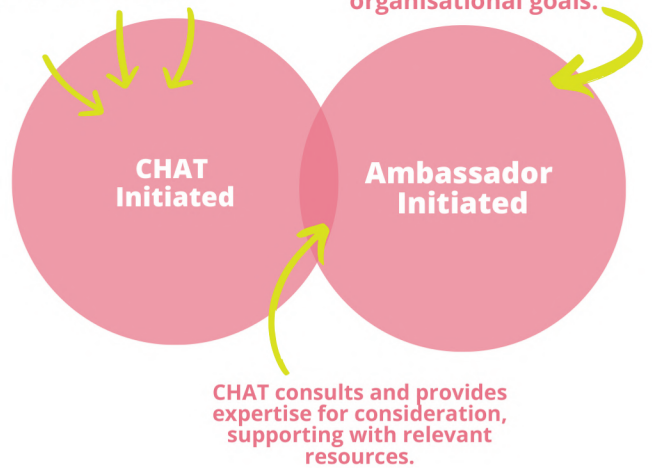 organisational goals.
CHAT
Initiated
Ambassador
Initiated
CHAT consults and provides
expertise for consideration,
supporting with relevant
resources.